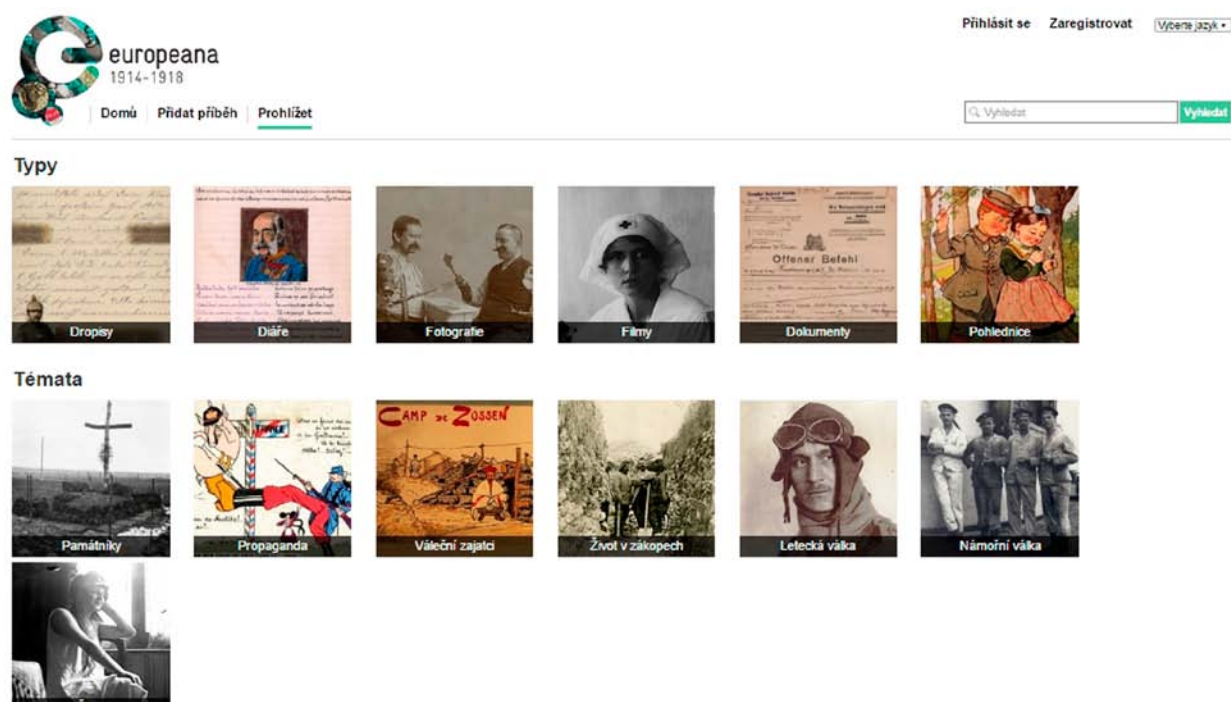 Přihlásit se Zaregistrovat Vyberte jazyk
europeana
1914-1918
Domů Přidat příběh Prohlížet
Vyhledat Vyhledat
Typy
Offener Befehl
Dropisy Diáře Fotografie Filmy Dokumenty Pohlednice
Témata
CAMP DE ZOSSEN
Památníky Propaganda Váleční zajatci Život v zákopech Letecká válka Námořní válka